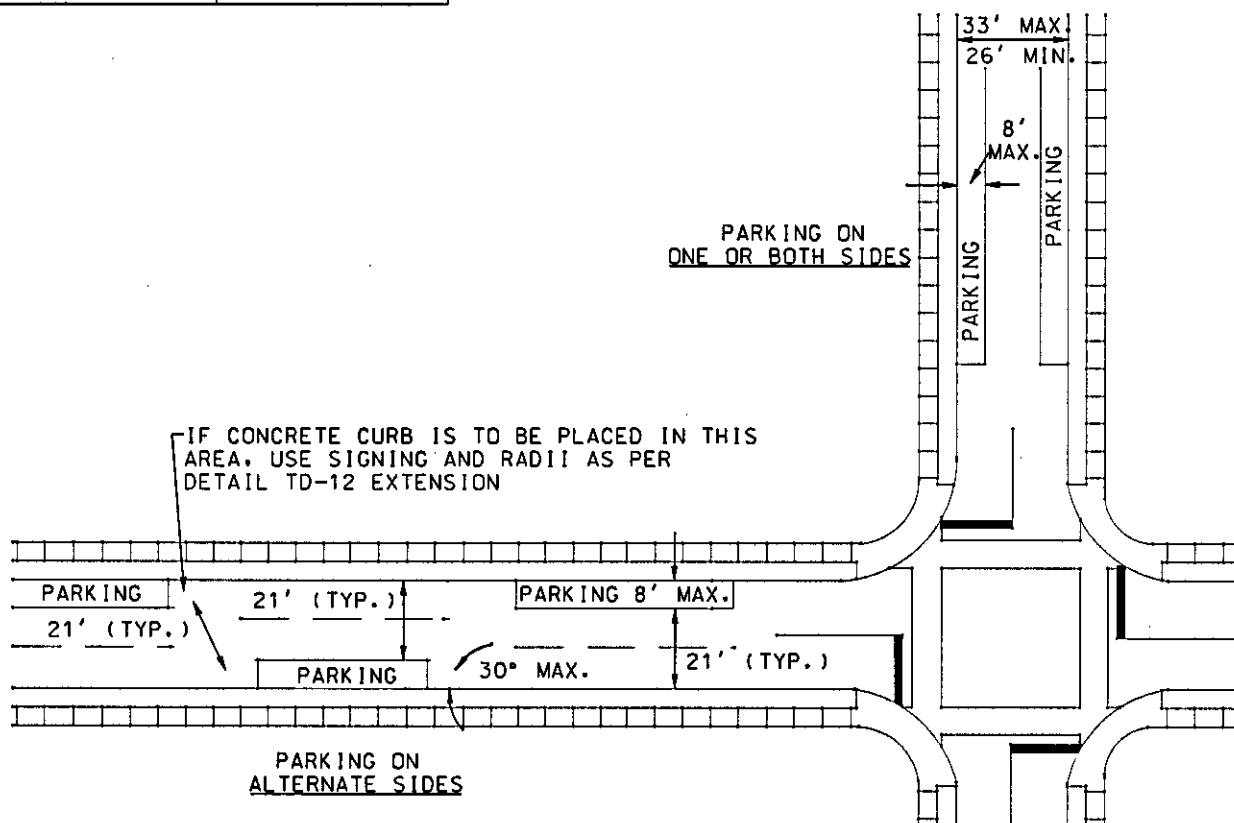 33' MAX.
26' MIN.
8'
MAX.
PARKING
PARKING
PARKING ON
ONE OR BOTH SIDES
IF CONCRETE CURB IS TO BE PLACED IN THIS
AREA, USE SIGNING AND RADII AS PER
DETAIL TD-12 EXTENSION
PARKING
21' (TYP.)
PARKING 8' MAX.
21' (TYP.)
PARKING
30° MAX.
21' (TYP.)
PARKING ON
ALTERNATE SIDES